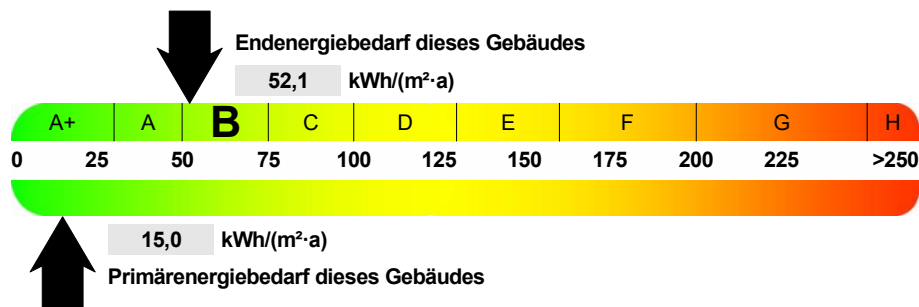 Endenergiebedarf dieses Gebäudes
52,1 kWh/(m²·a)
A+ A B C D E F G H
0 25 50 75 100 125 150 175 200 225 >250
15,0 kWh/(m²·a)
Primärenergiebedarf dieses Gebäudes